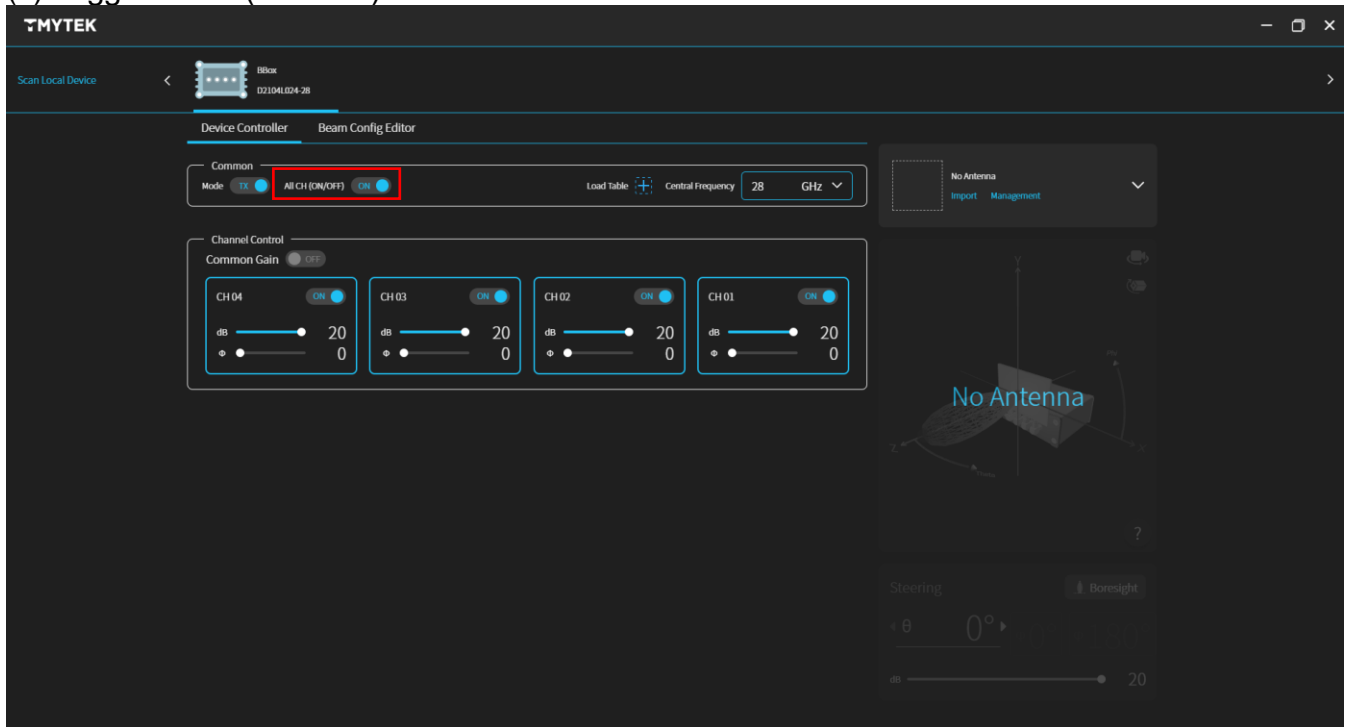 TMYTEK
Scan Local Device
BBox
D2104L024-28
Device Controller Beam Config Editor
Common
Mode TX All CH (ON/OFF) ON Load Table Central Frequency 28 GHz
No Antenna
Import Management
Channel Control
Common Gain OFF
CH 04 ON CH 03 ON CH 02 ON CH 01 ON
dB 20 dB 20 dB 20 dB 20
Φ 0 Φ 0 Φ 0 Φ 0
Y
No Antenna
Z X
?
Steering Boresight
θ 0°
dB 20